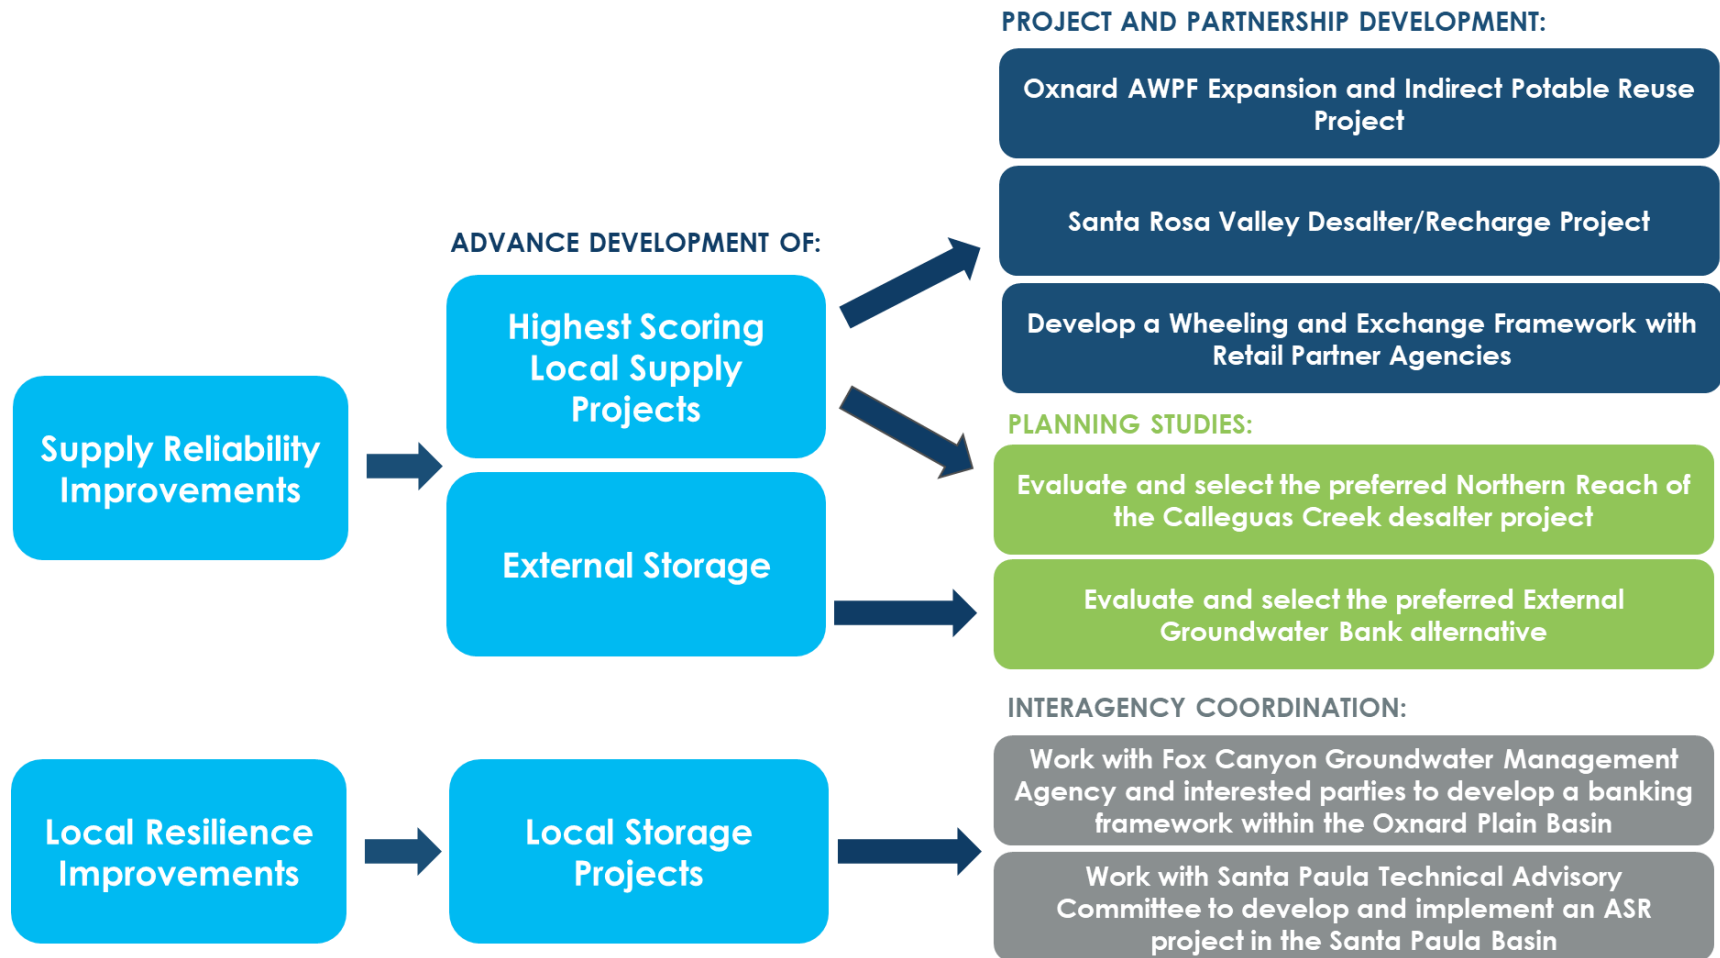 Supply Reliability
Improvements
ADVANCE DEVELOPMENT OF:
Highest Scoring
Local Supply
Projects
External Storage
PROJECT AND PARTNERSHIP DEVELOPMENT:
Oxnard AWPF Expansion and Indirect Potable Reuse
Project
Santa Rosa Valley Desalter/Recharge Project
Develop a Wheeling and Exchange Framework with
Retail Partner Agencies
PLANNING STUDIES:
Evaluate and select the preferred Northern Reach of
the Calleguas Creek desalter project
Evaluate and select the preferred External
Groundwater Bank alternative
Local Resilience
Improvements
Local Storage
Projects
INTERAGENCY COORDINATION:
Work with Fox Canyon Groundwater Management
Agency and interested parties to develop a banking
framework within the Oxnard Plain Basin
Work with Santa Paula Technical Advisory
Committee to develop and implement an ASR
project in the Santa Paula Basin